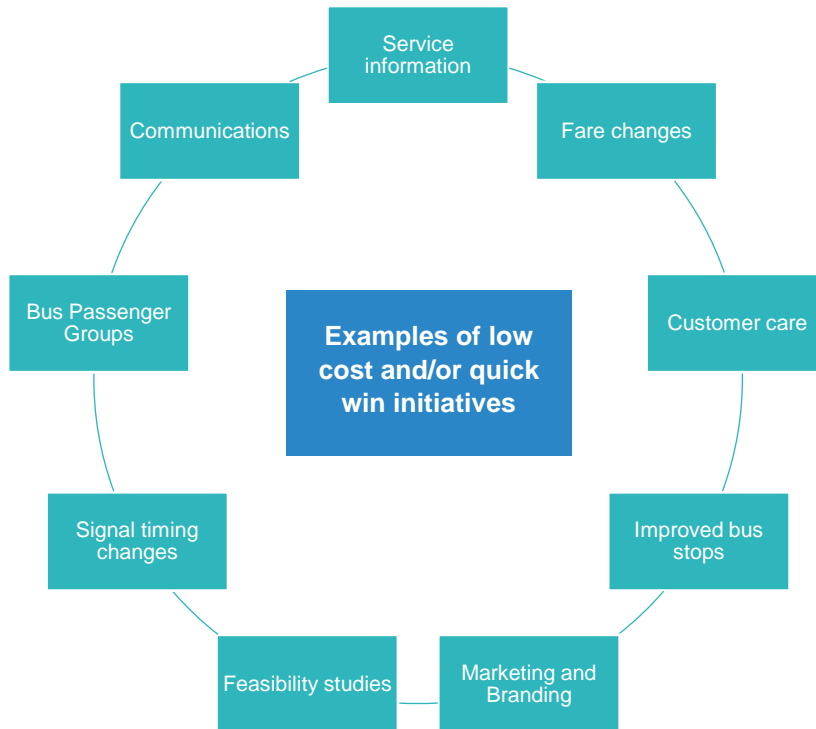 Service
information
Fare changes
Customer care
Improved bus
stops
Marketing and
Branding
Feasibility studies
Signal timing
changes
Bus Passenger
Groups
Communications
Examples of low
cost and/or quick
win initiatives